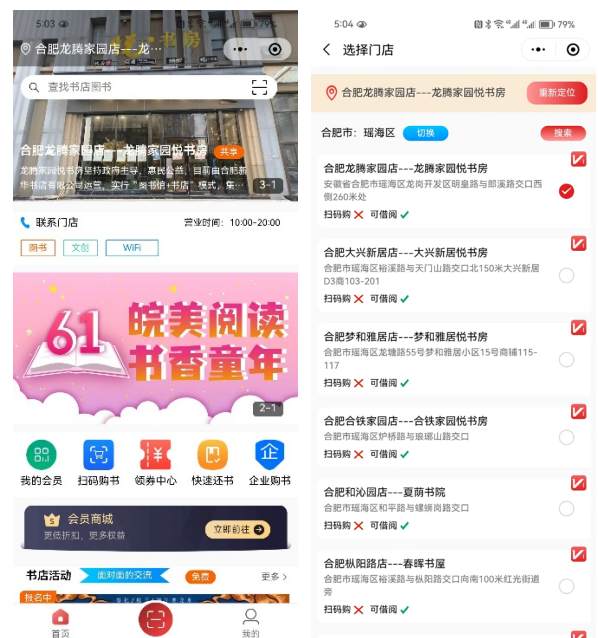 5:03
79%
合肥龙腾家园店---龙···
查找书店图书
合肥龙腾家园店---龙腾家园悦书房
共享
龙腾家园悦书房坚持政府主导、惠民公益,目前由合肥新
华书店有限公司运营,实行“图书馆+书店”模式,集···
3-1
联系门店
营业时间:10:00-20:00
图书
文创
WiFi
61
皖美阅读
书香童年
2-1
我的会员
扫码购书
领券中心
快速还书
企业购书
会员商城
更低折扣,更多权益
立即前往
书店活动
面对面的交流
免费
更多
报名中
首页
我的
5:04
79%
选择门店
合肥龙腾家园店---龙腾家园悦书房
重新定位
合肥市:瑶海区
切换
搜索
合肥龙腾家园店---龙腾家园悦书房
安徽省合肥市瑶海区龙岗开发区明皇路与郎溪路交口西
侧260米处
扫码购 可借阅
合肥大兴新居店---大兴新居悦书房
合肥市瑶海区裕溪路与天门山路交口北150米大兴新居
D3商103-201
扫码购 可借阅
合肥梦和雅居店---梦和雅居悦书房
合肥市瑶海区龙塘路55号梦和雅居小区15号商铺115-
117
扫码购 可借阅
合肥合铁家园店---合铁家园悦书房
合肥市瑶海区炉桥路与琅琊山路交口
扫码购 可借阅
合肥和沁园店---夏荫书院
合肥市瑶海区和平路与螺蛳岗路交口
扫码购 可借阅
合肥枞阳路店---春晖书屋
合肥市瑶海区裕溪路与枞阳路交口向南100米红光街道
旁
扫码购 可借阅